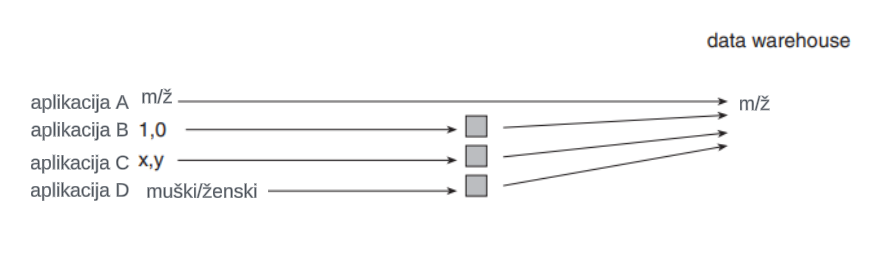 data warehouse
aplikacija A m/ž m/ž
aplikacija B 1,0
aplikacija C x,y
aplikacija D muški/ženski